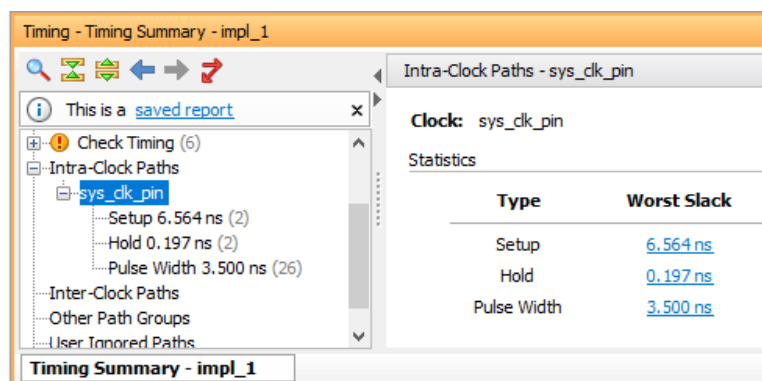 Timing - Timing Summary - impl_1
This is a saved report
Check Timing (6)
Intra-Clock Paths
sys_clk_pin
Setup 6.564 ns (2)
Hold 0.197 ns (2)
Pulse Width 3.500 ns (26)
Inter-Clock Paths
Other Path Groups
User Ignored Paths
Timing Summary - impl_1
Intra-Clock Paths - sys_clk_pin
Clock: sys_clk_pin
Statistics
Type Worst Slack
Setup 6.564 ns
Hold 0.197 ns
Pulse Width 3.500 ns